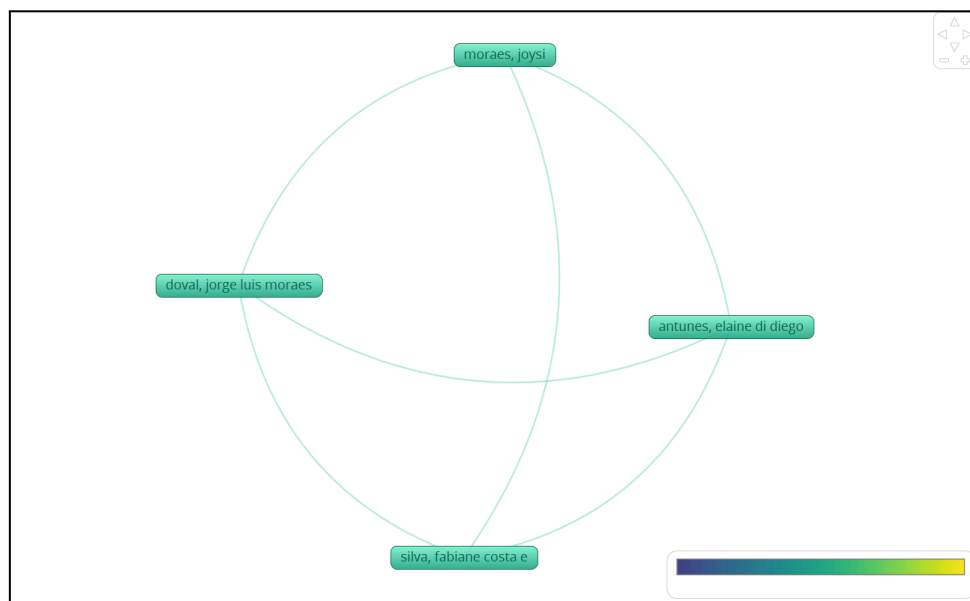 moraes, joysi
doval, jorge luis moraes
antunes, elaine di diego
silva, fabiane costa e